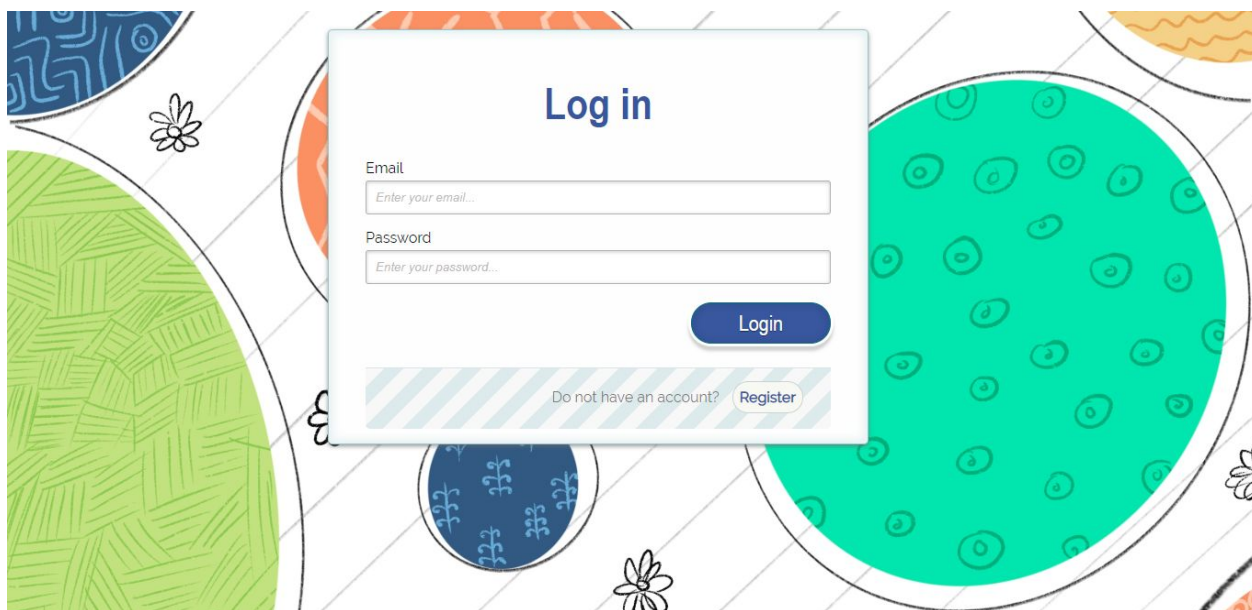 Log in
Email
Enter your email...
Password
Enter your password...
Login
Do not have an account? Register